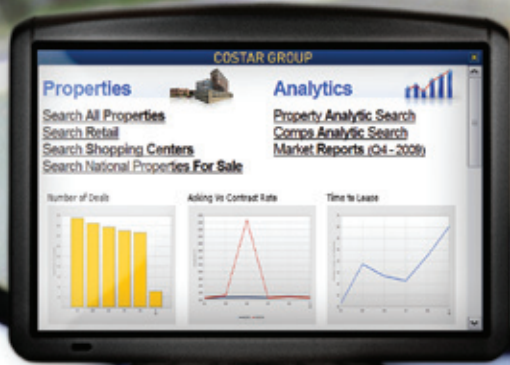 COSTAR GROUP
Properties
Search All Properties
Search Retail
Search Shopping Centers
Search National Properties For Sale
Analytics
Property Analytic Search
Comps Analytic Search
Market Reports (Q4 - 2009)
Number of Deals
Asking Vs Contract Rate
Time to Lease